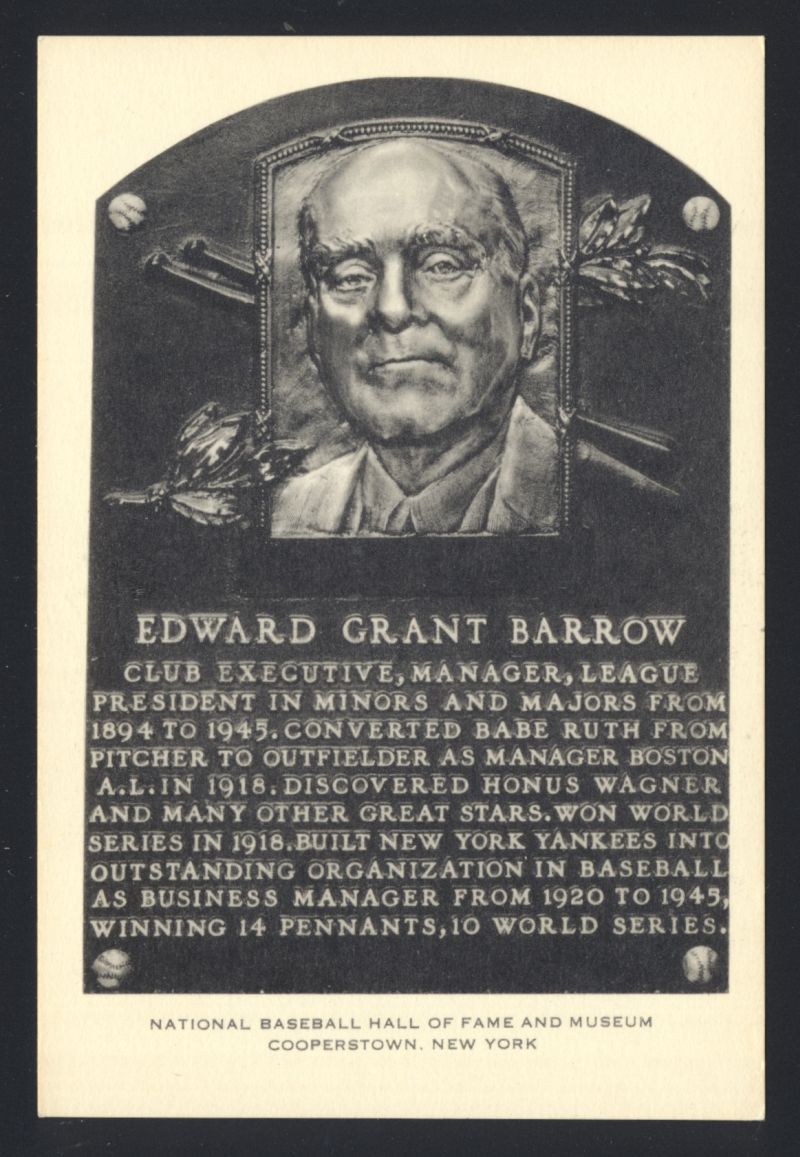 EDWARD GRANT BARROW
CLUB EXECUTIVE, MANAGER, LEAGUE
PRESIDENT IN MINORS AND MAJORS FROM
1894 TO 1945. CONVERTED BABE RUTH FROM
PITCHER TO OUTFIELDER AS MANAGER BOSTON
A.L. IN 1918. DISCOVERED HONUS WAGNER
AND MANY OTHER GREAT STARS. WON WORLD
SERIES IN 1918. BUILT NEW YORK YANKEES INTO
OUTSTANDING ORGANIZATION IN BASEBALL
AS BUSINESS MANAGER FROM 1920 TO 1945,
WINNING 14 PENNANTS, 10 WORLD SERIES.
NATIONAL BASEBALL HALL OF FAME AND MUSEUM
COOPERSTOWN, NEW YORK